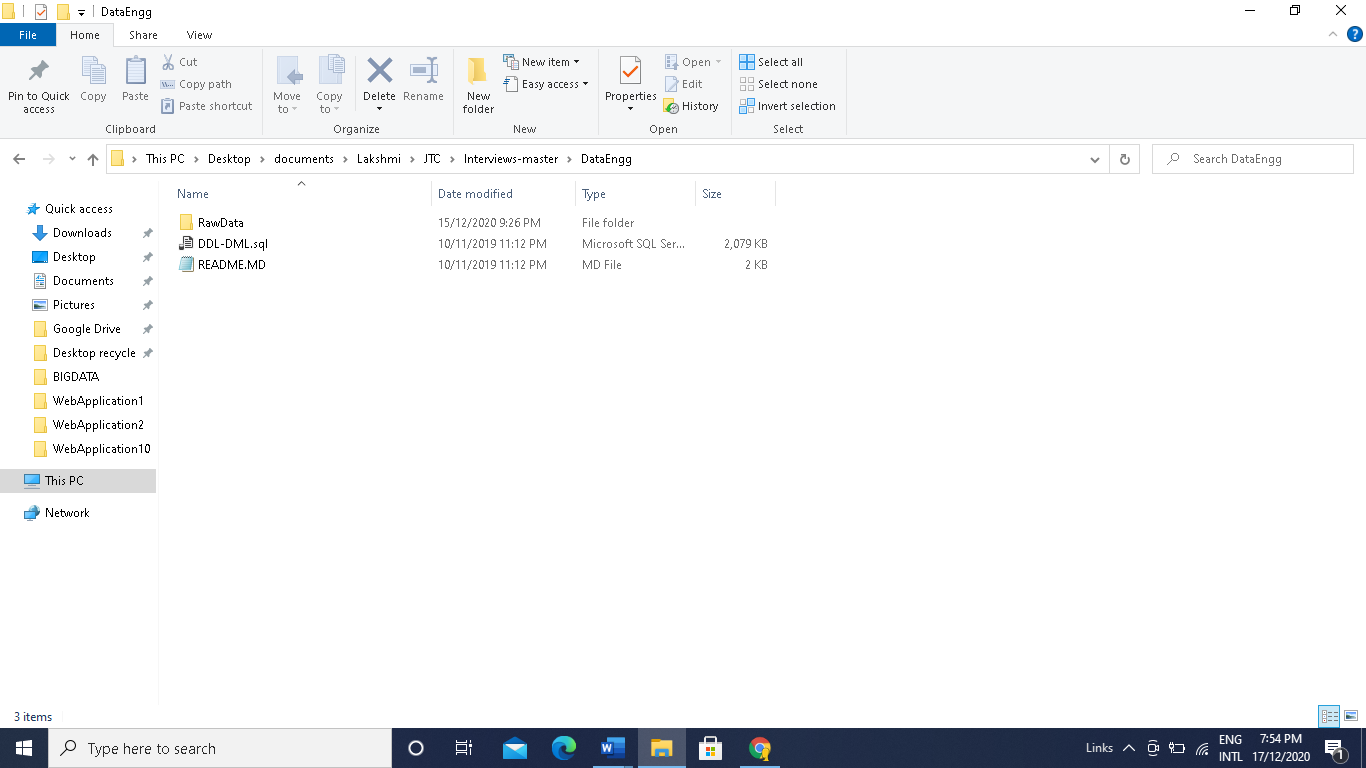 DataEngg
File Home Share View
Pin to Quick access
Copy
Paste
Cut
Copy path
Paste shortcut
Clipboard
Move to
Copy to
Delete
Rename
Organize
New folder
New item
Easy access
New
Properties
Open
Edit
History
Open
Select all
Select none
Invert selection
Select
This PC > Desktop > documents > Lakshmi > JTC > Interviews-master > DataEngg
Search DataEngg
Name Date modified Type Size
RawData 15/12/2020 9:26 PM File folder
DDL-DML.sql 10/11/2019 11:12 PM Microsoft SQL Ser... 2,079 KB
README.MD 10/11/2019 11:12 PM MD File 2 KB
Quick access
Downloads
Desktop
Documents
Pictures
Google Drive
Desktop recycle
BIGDATA
WebApplication1
WebApplication2
WebApplication10
This PC
Network
3 items
Type here to search
Links
ENG
INTL
7:54 PM
17/12/2020
1